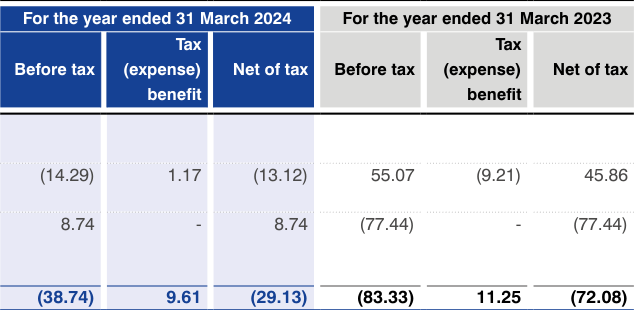 For the year ended 31 March 2024 For the year ended 31 March 2023
Before tax Tax (expense) benefit Net of tax Before tax Tax (expense) benefit Net of tax
(14.29) 1.17 (13.12) 55.07 (9.21) 45.86
8.74 - 8.74 (77.44) - (77.44)
(38.74) 9.61 (29.13) (83.33) 11.25 (72.08)